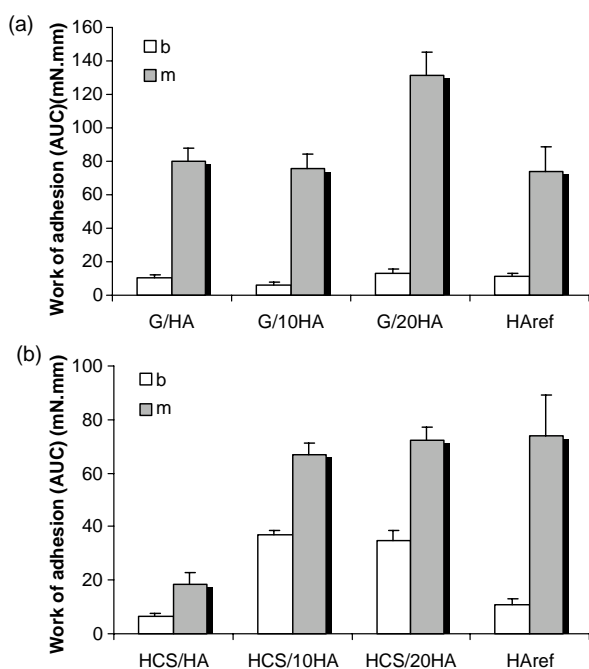 (a)
Work of adhesion (AUC)(mN.mm)
160
140
120
100
80
60
40
20
0
b
m
G/HA G/10HA G/20HA HAref
(b)
Work of adhesion (AUC) (mN.mm)
100
80
60
40
20
0
b
m
HCS/HA HCS/10HA HCS/20HA HAref